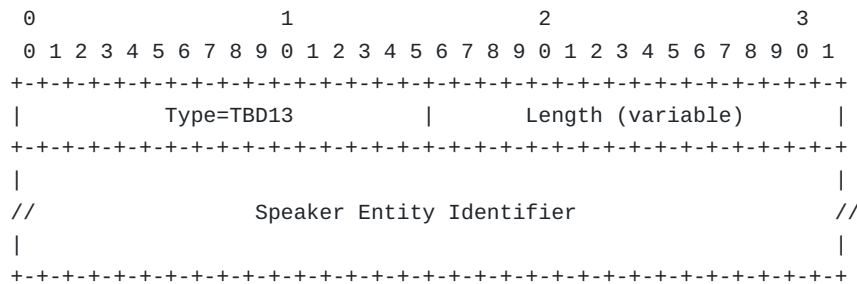 0                   1                   2                   3
 0 1 2 3 4 5 6 7 8 9 0 1 2 3 4 5 6 7 8 9 0 1 2 3 4 5 6 7 8 9 0 1
+-+-+-+-+-+-+-+-+-+-+-+-+-+-+-+-+-+-+-+-+-+-+-+-+-+-+-+-+-+-+-+-+
|           Type=TBD13          |       Length (variable)       |
+-+-+-+-+-+-+-+-+-+-+-+-+-+-+-+-+-+-+-+-+-+-+-+-+-+-+-+-+-+-+-+-+
|                                                               |
//                 Speaker Entity Identifier                    //
|                                                               |
+-+-+-+-+-+-+-+-+-+-+-+-+-+-+-+-+-+-+-+-+-+-+-+-+-+-+-+-+-+-+-+-+